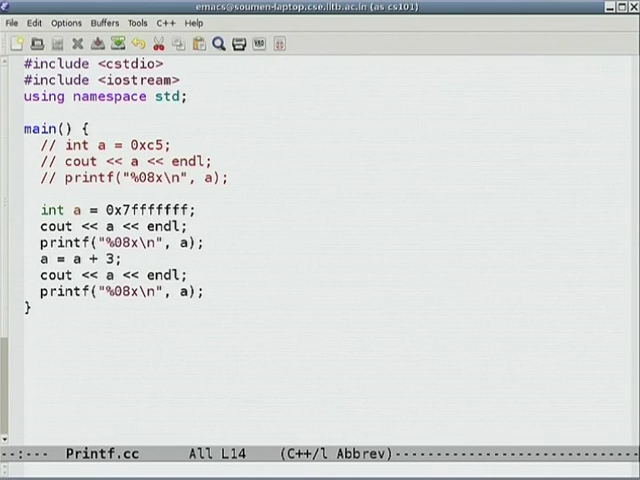 emacs@soumen-laptop.cse.iitb.ac.in (as cs101)
File Edit Options Buffers Tools C++ Help
#include <cstdio>
#include <iostream>
using namespace std;
main() {
// int a = 0xc5;
// cout << a << endl;
// printf("%08x\n", a);
int a = 0x7fffffff;
cout << a << endl;
printf("%08x\n", a);
a = a + 3;
cout << a << endl;
printf("%08x\n", a);
}
--:--- Printf.cc All L14 (C++/l Abbrev)----------------------------